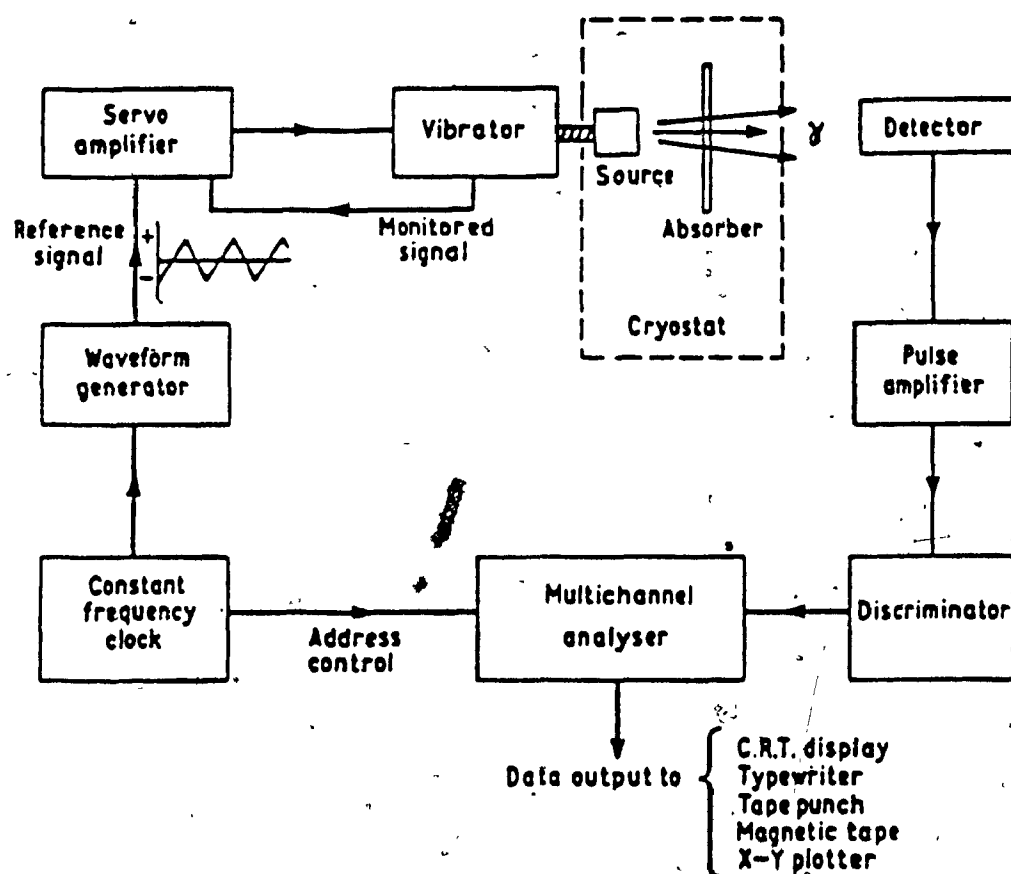 Servo
amplifier
Vibrator
Source
Absorber
γ
Detector
Reference
signal
+
-
Monitored
signal
Cryostat
Waveform
generator
Pulse
amplifier
Constant
frequency
clock
Address
control
Multichannel
analyser
Discriminator
Data output to
C.R.T. display
Typewriter
Tape punch
Magnetic tape
X-Y plotter